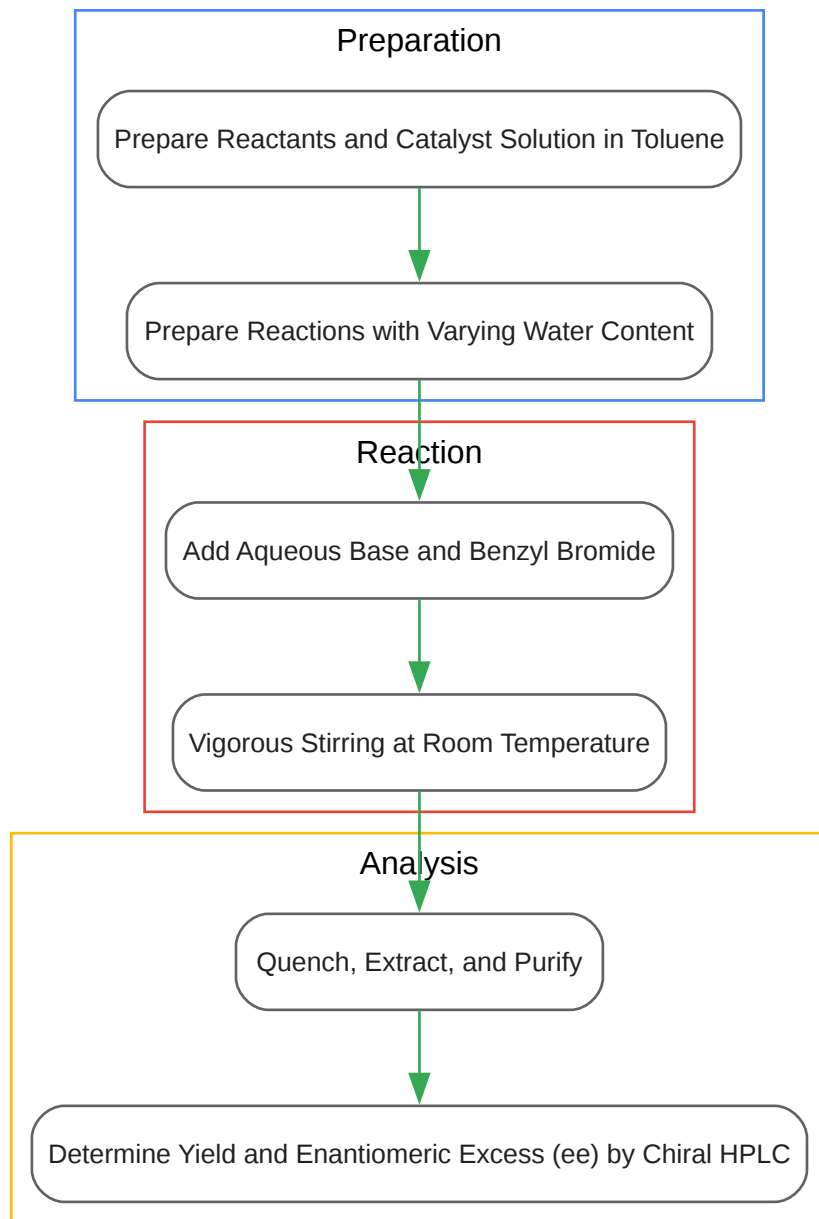 Preparation
Prepare Reactants and Catalyst Solution in Toluene
Prepare Reactions with Varying Water Content
Reaction
Add Aqueous Base and Benzyl Bromide
Vigorous Stirring at Room Temperature
Analysis
Quench, Extract, and Purify
Determine Yield and Enantiomeric Excess (ee) by Chiral HPLC